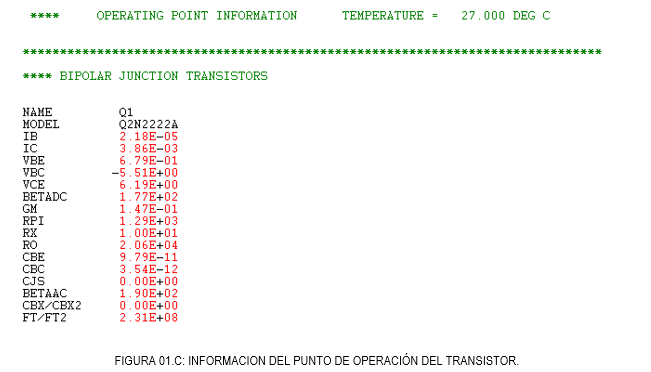 **** OPERATING POINT INFORMATION TEMPERATURE = 27.000 DEG C
******************************************************************************
**** BIPOLAR JUNCTION TRANSISTORS
NAME Q1
MODEL Q2N2222A
IB 2.18E-05
IC 3.86E-03
VBE 6.79E-01
VBC -5.51E+00
VCE 6.19E+00
BETADC 1.77E+02
GM 1.47E-01
RPI 1.29E+03
RX 1.00E+01
RO 2.06E+04
CBE 9.79E-11
CBC 3.54E-12
CJS 0.00E+00
BETAAC 1.90E+02
CBX/CBX2 0.00E+00
FT/FT2 2.31E+08
FIGURA 01.C: INFORMACION DEL PUNTO DE OPERACIÓN DEL TRANSISTOR.